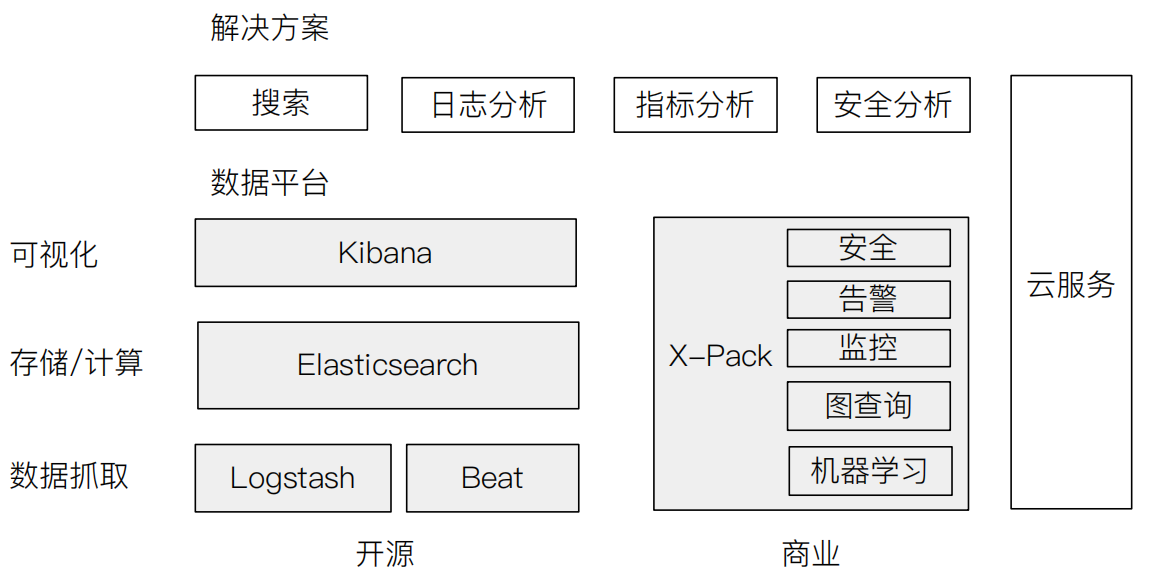 解决方案
搜索
日志分析
指标分析
安全分析
数据平台
可视化
Kibana
存储/计算
Elasticsearch
数据抓取
Logstash
Beat
X-Pack
安全
告警
监控
图查询
机器学习
云服务
开源
商业